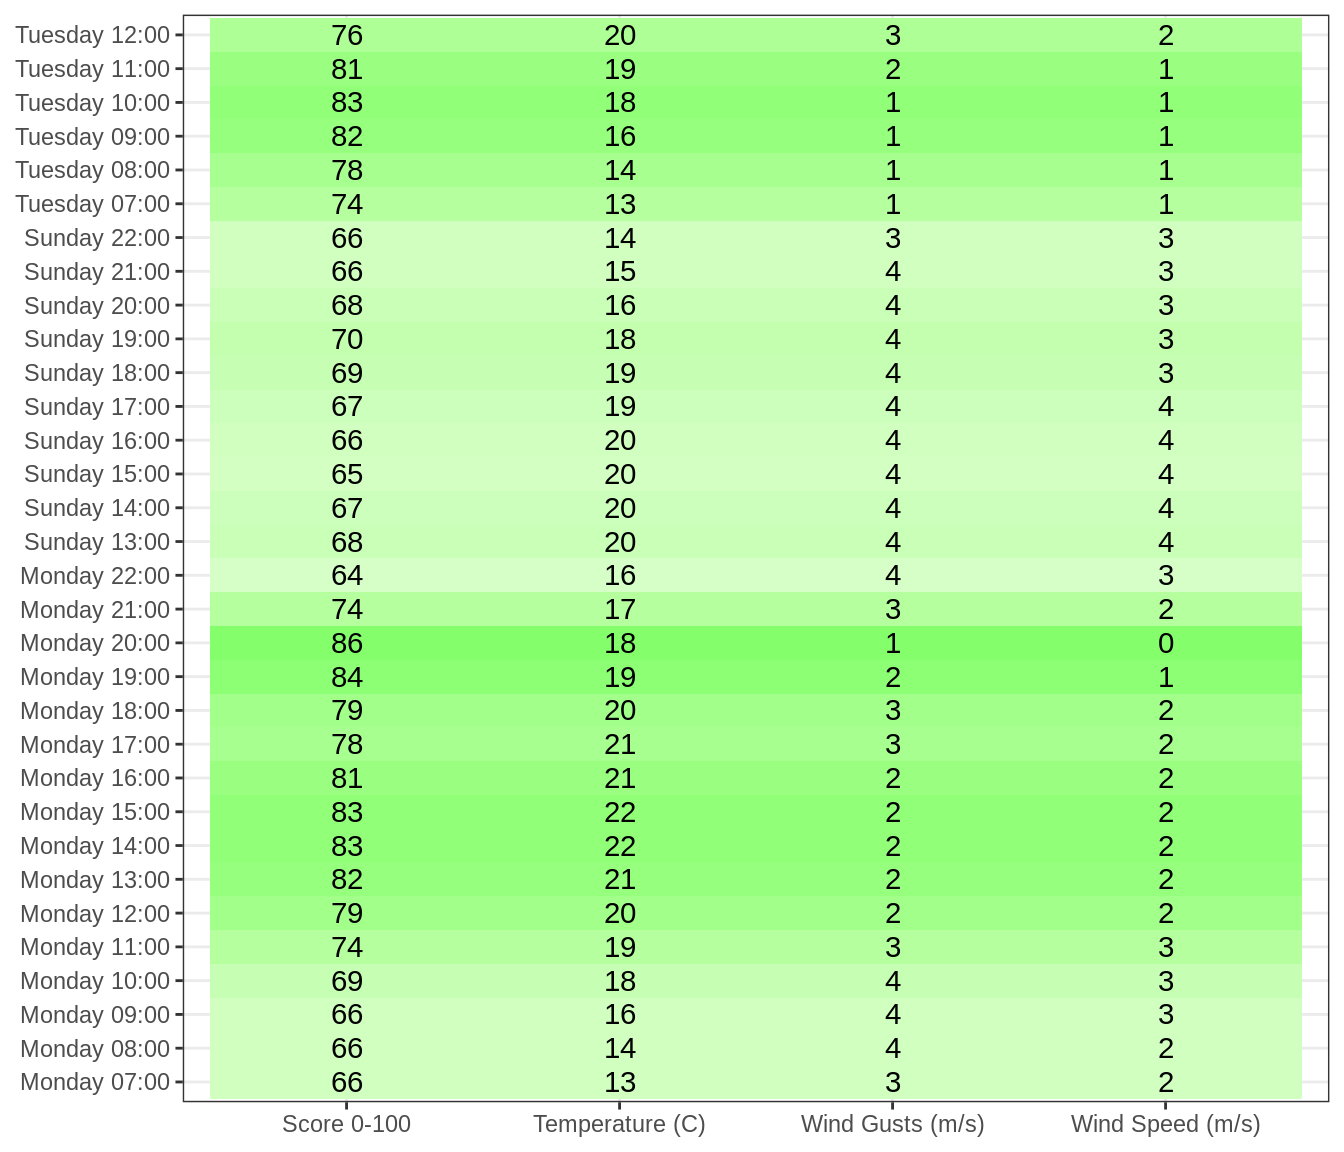 Tuesday 12:00 76 20 3 2
Tuesday 11:00 81 19 2 1
Tuesday 10:00 83 18 1 1
Tuesday 09:00 82 16 1 1
Tuesday 08:00 78 14 1 1
Tuesday 07:00 74 13 1 1
Sunday 22:00 66 14 3 3
Sunday 21:00 66 15 4 3
Sunday 20:00 68 16 4 3
Sunday 19:00 70 18 4 3
Sunday 18:00 69 19 4 3
Sunday 17:00 67 19 4 4
Sunday 16:00 66 20 4 4
Sunday 15:00 65 20 4 4
Sunday 14:00 67 20 4 4
Sunday 13:00 68 20 4 4
Monday 22:00 64 16 4 3
Monday 21:00 74 17 3 2
Monday 20:00 86 18 1 0
Monday 19:00 84 19 2 1
Monday 18:00 79 20 3 2
Monday 17:00 78 21 3 2
Monday 16:00 81 21 2 2
Monday 15:00 83 22 2 2
Monday 14:00 83 22 2 2
Monday 13:00 82 21 2 2
Monday 12:00 79 20 2 2
Monday 11:00 74 19 3 3
Monday 10:00 69 18 4 3
Monday 09:00 66 16 4 3
Monday 08:00 66 14 4 2
Monday 07:00 66 13 3 2
Score 0-100 Temperature (C) Wind Gusts (m/s) Wind Speed (m/s)